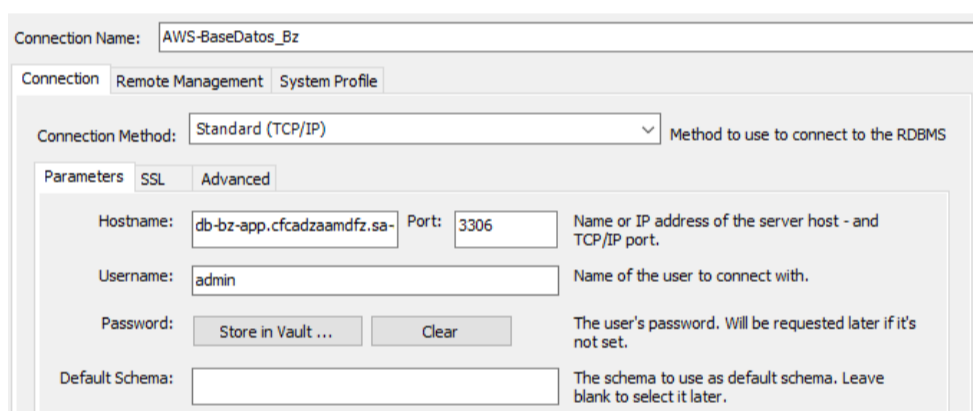 Connection Name: AWS-BaseDatos_Bz
Connection Remote Management System Profile
Connection Method: Standard (TCP/IP) Method to use to connect to the RDBMS
Parameters SSL Advanced
Hostname: db-bz-app.cfcadzaamdfz.sa- Port: 3306 Name or IP address of the server host - and
TCP/IP port.
Username: admin Name of the user to connect with.
Password: Store in Vault ... Clear The user's password. Will be requested later if it's
not set.
Default Schema: The schema to use as default schema. Leave
blank to select it later.